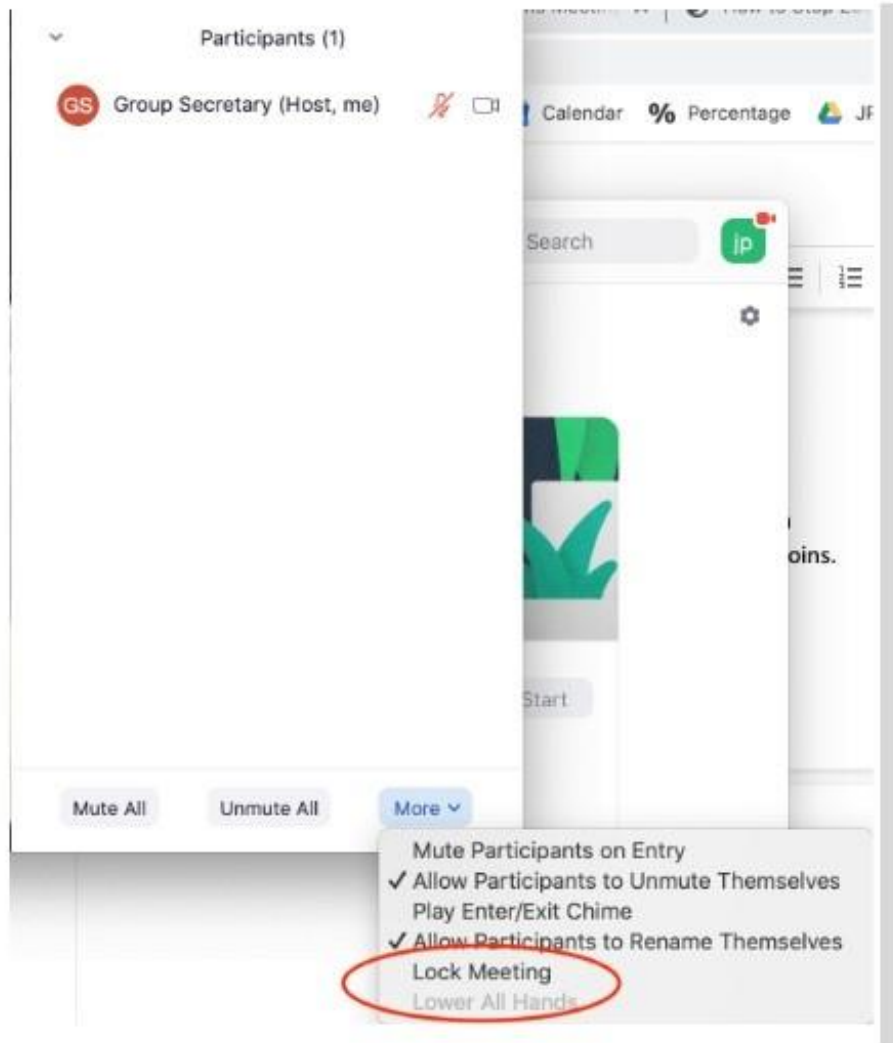 Participants (1)
GS Group Secretary (Host, me)
Calendar % Percentage
Search jp
oins.
Start
Mute All Unmute All More
Mute Participants on Entry
✓ Allow Participants to Unmute Themselves
Play Enter/Exit Chime
✓ Allow Participants to Rename Themselves
Lock Meeting
Lower All Hands